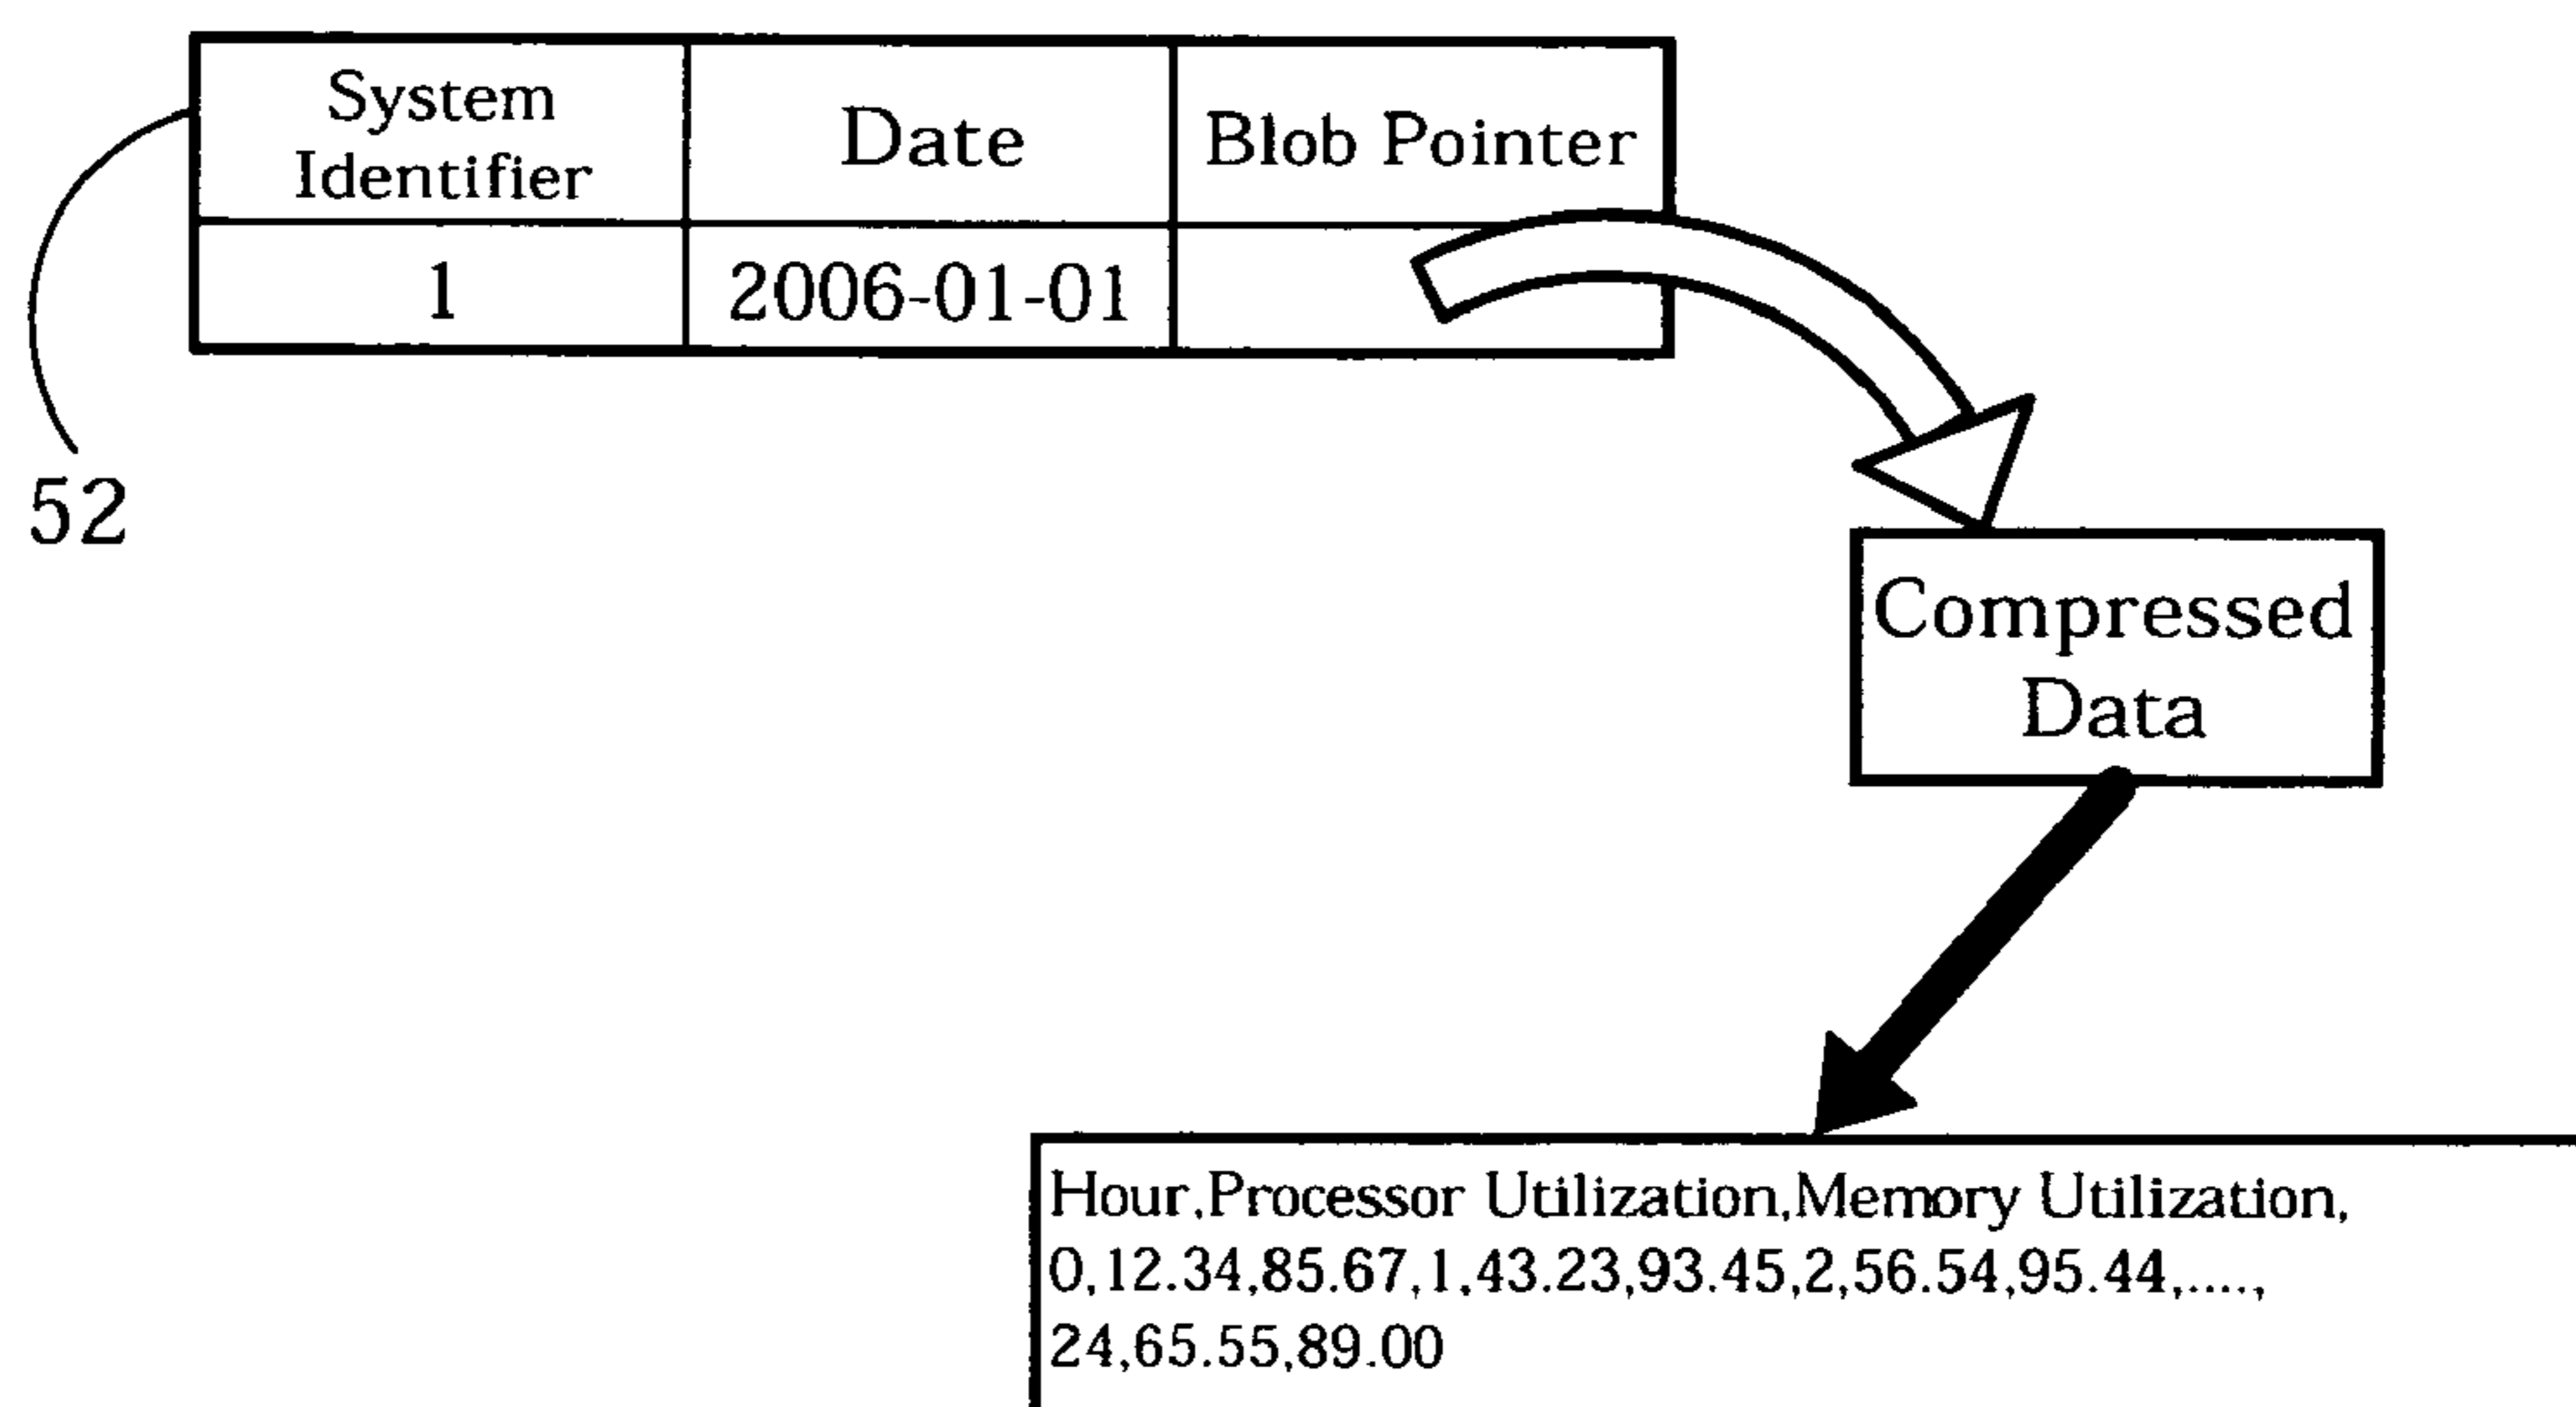 System
Identifier
Date
Blob Pointer
1
2006-01-01
52
Compressed
Data
Hour,Processor Utilization,Memory Utilization,
0,12.34,85.67,1,43.23,93.45,2,56.54,95.44,....,
24,65.55,89.00